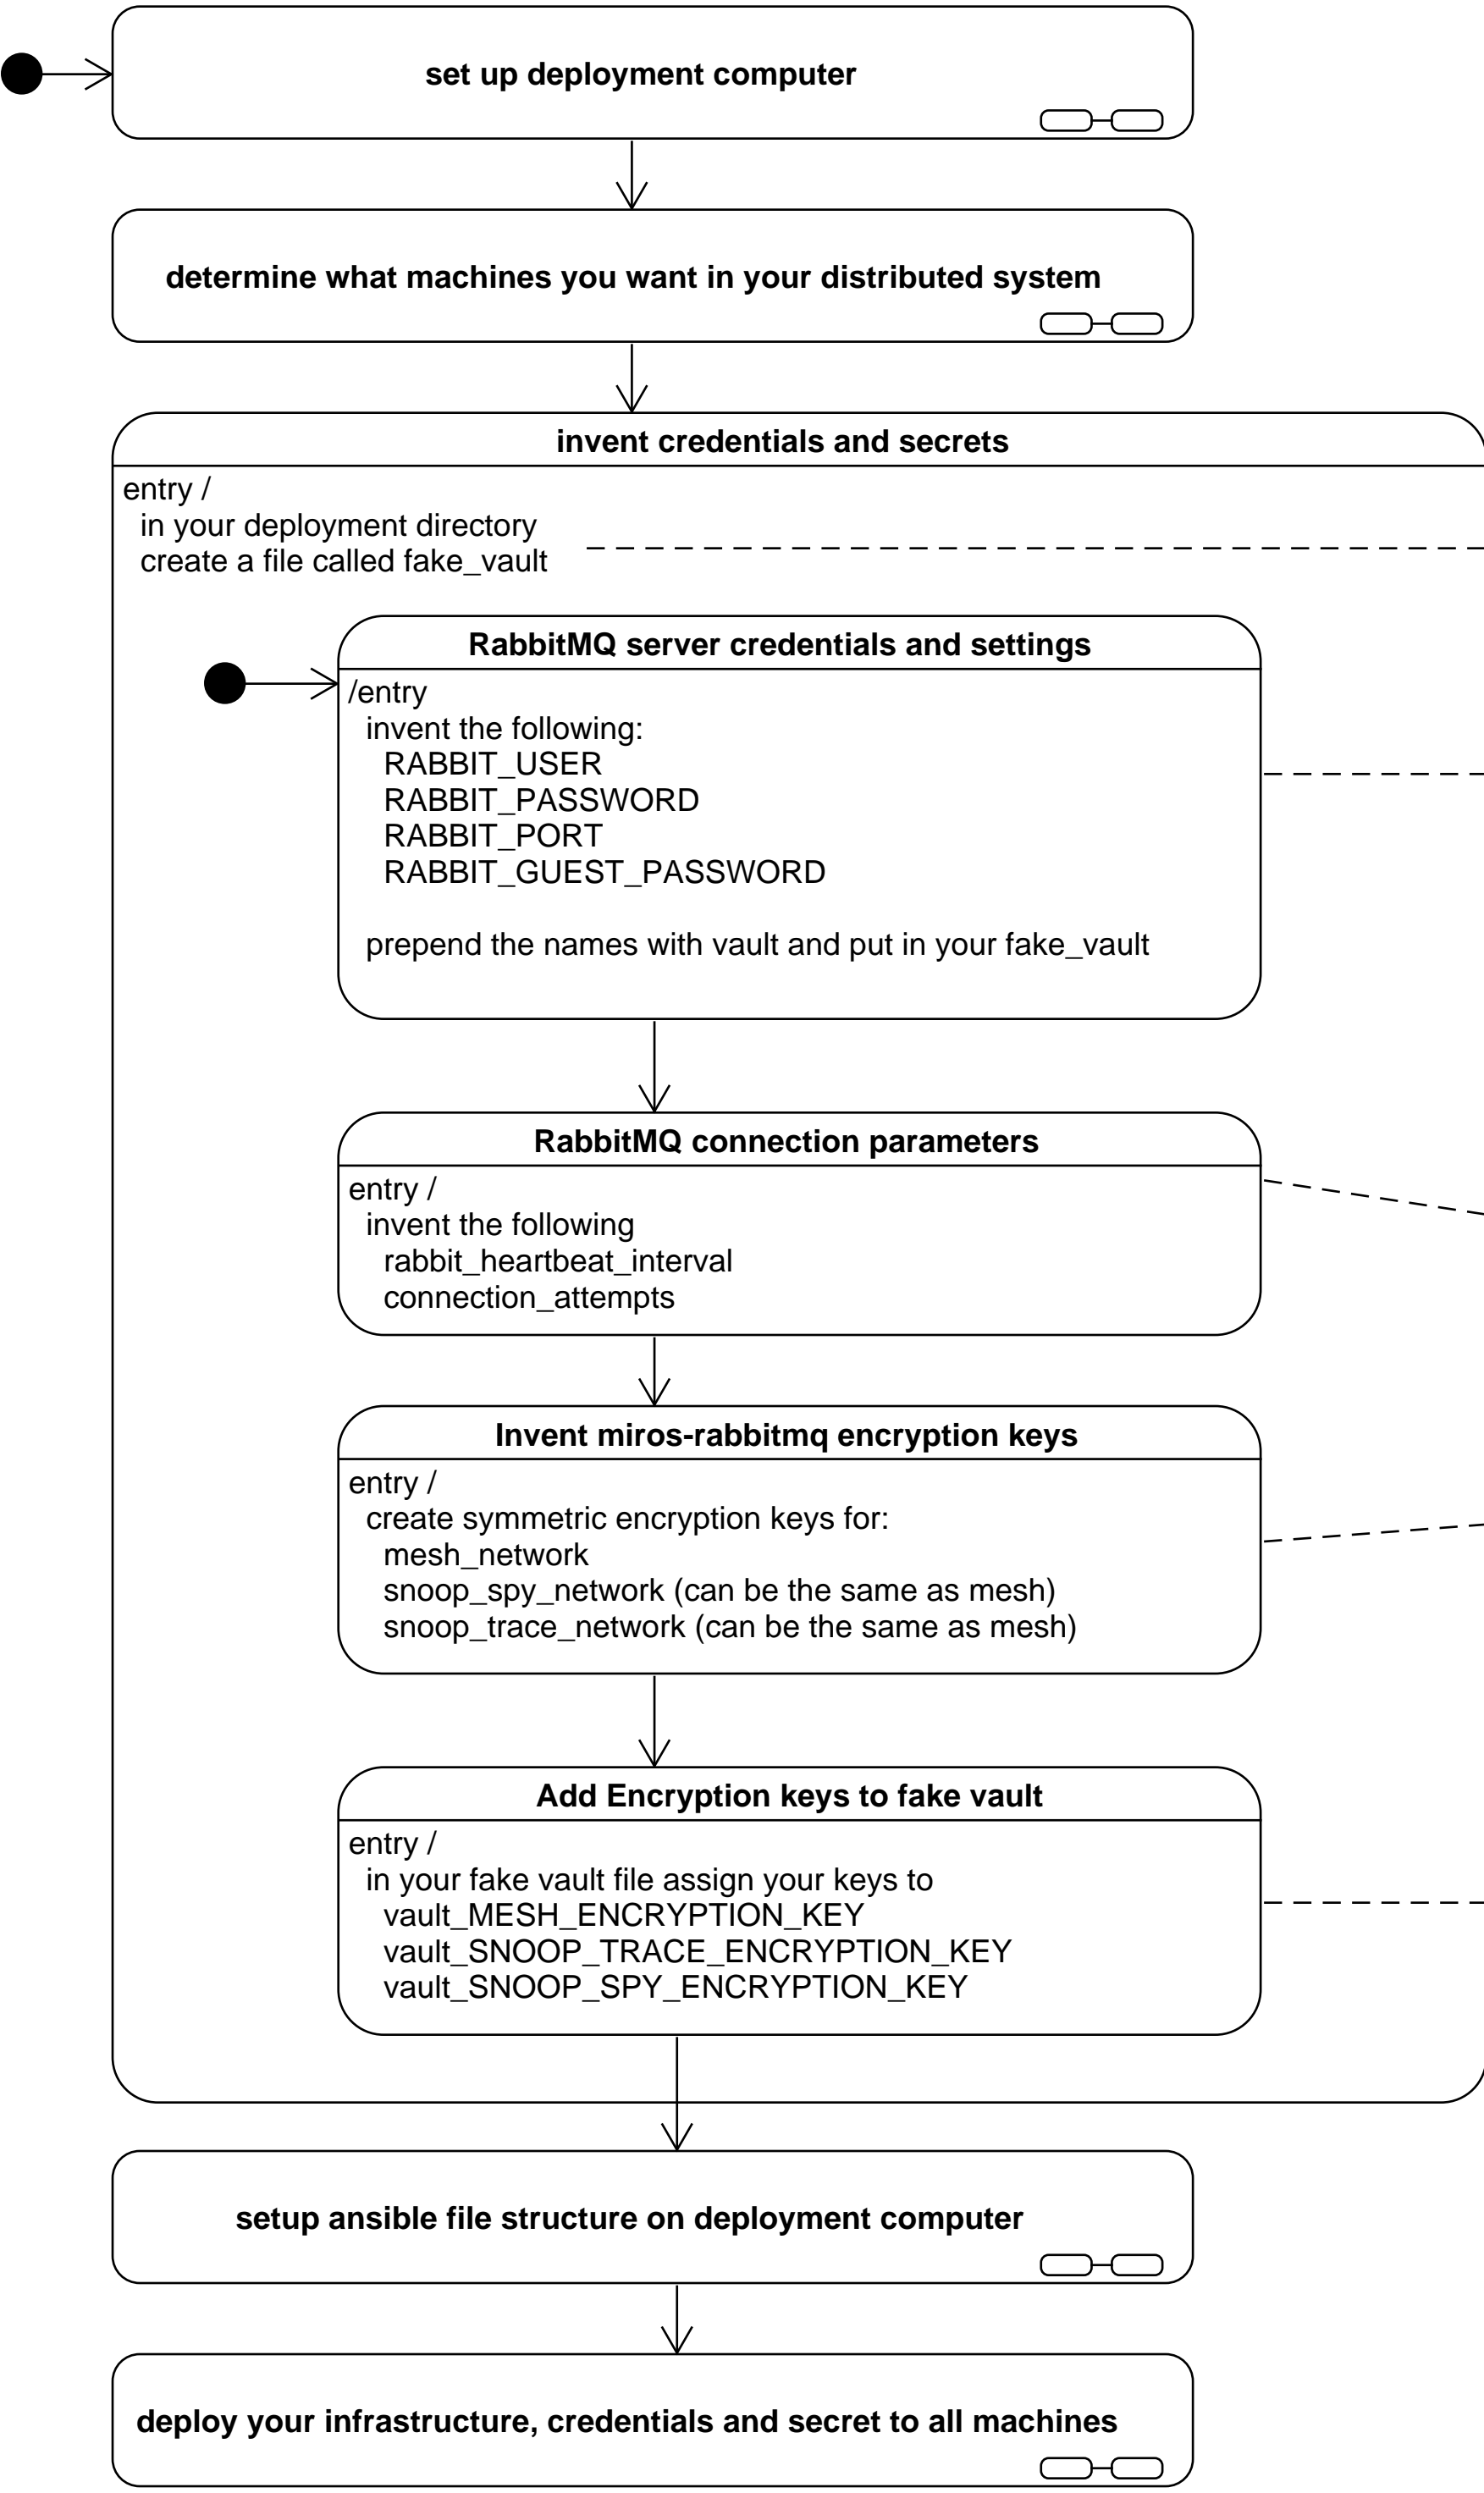 set up deployment computer
determine what machines you want in your distributed system
invent credentials and secrets
entry /
in your deployment directory
create a file called fake_vault
RabbitMQ server credentials and settings
/entry
invent the following:
RABBIT_USER
RABBIT_PASSWORD
RABBIT_PORT
RABBIT_GUEST_PASSWORD
prepend the names with vault and put in your fake_vault
RabbitMQ connection parameters
entry /
invent the following
rabbit_heartbeat_interval
connection_attempts
Invent miros-rabbitmq encryption keys
entry /
create symmetric encryption keys for:
mesh_network
snoop_spy_network (can be the same as mesh)
snoop_trace_network (can be the same as mesh)
Add Encryption keys to fake vault
entry /
in your fake vault file assign your keys to
vault_MESH_ENCRYPTION_KEY
vault_SNOOP_TRACE_ENCRYPTION_KEY
vault_SNOOP_SPY_ENCRYPTION_KEY
setup ansible file structure on deployment computer
deploy your infrastructure, credentials and secret to all machines